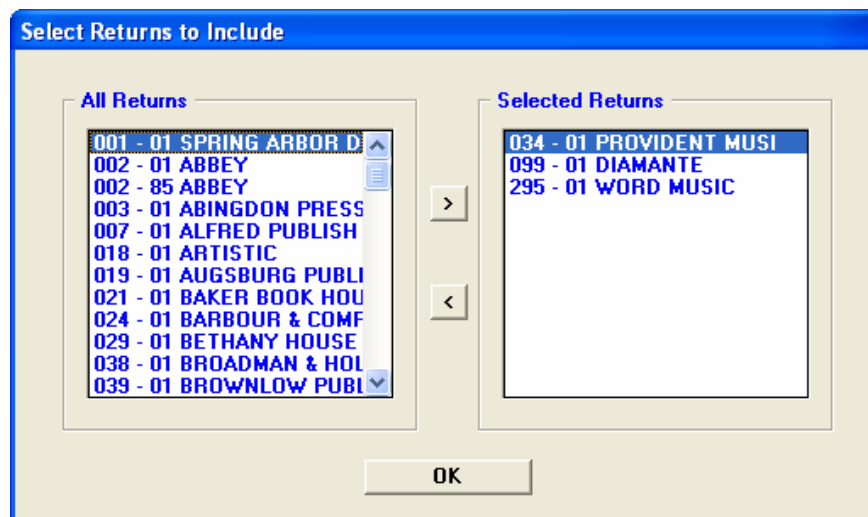 Select Returns to Include
All Returns
001 - 01 SPRING ARBOR D
002 - 01 ABBEY
002 - 85 ABBEY
003 - 01 ABINGDON PRESS
007 - 01 ALFRED PUBLISH
018 - 01 ARTISTIC
019 - 01 AUGSBURG PUBLI
021 - 01 BAKER BOOK HOU
024 - 01 BARBOUR & COMP
029 - 01 BETHANY HOUSE
038 - 01 BROADMAN & HOL
039 - 01 BROWNLOW PUBL
>
<
Selected Returns
034 - 01 PROVIDENT MUSI
099 - 01 DIAMANTE
295 - 01 WORD MUSIC
OK